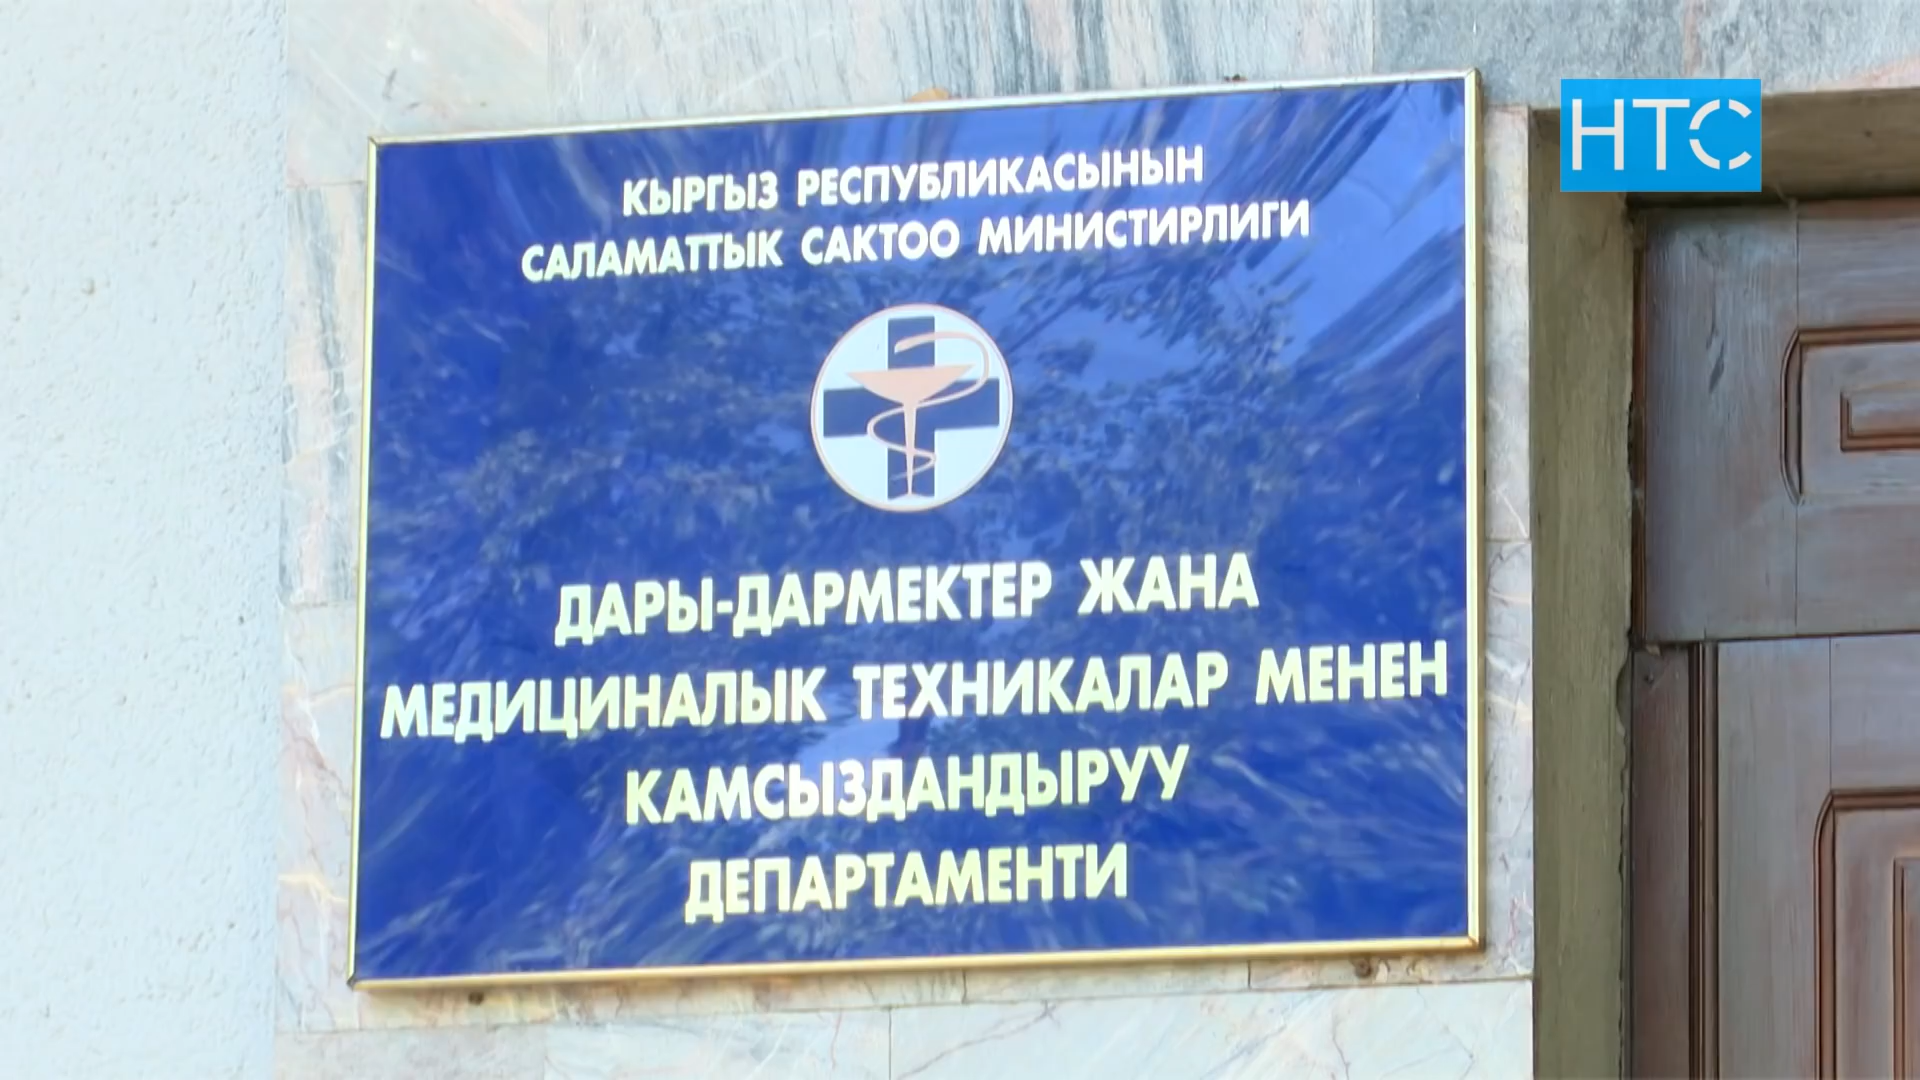 НТС
КЫРГЫЗ РЕСПУБЛИКАСЫНЫН
САЛАМАТТЫК САКТОО МИНИСТИРЛИГИ
ДАРЫ-ДАРМЕКТЕР ЖАНА
МЕДИЦИНАЛЫК ТЕХНИКАЛАР МЕНЕН
КАМСЫЗДАНДЫРУУ
ДЕПАРТАМЕНТИ